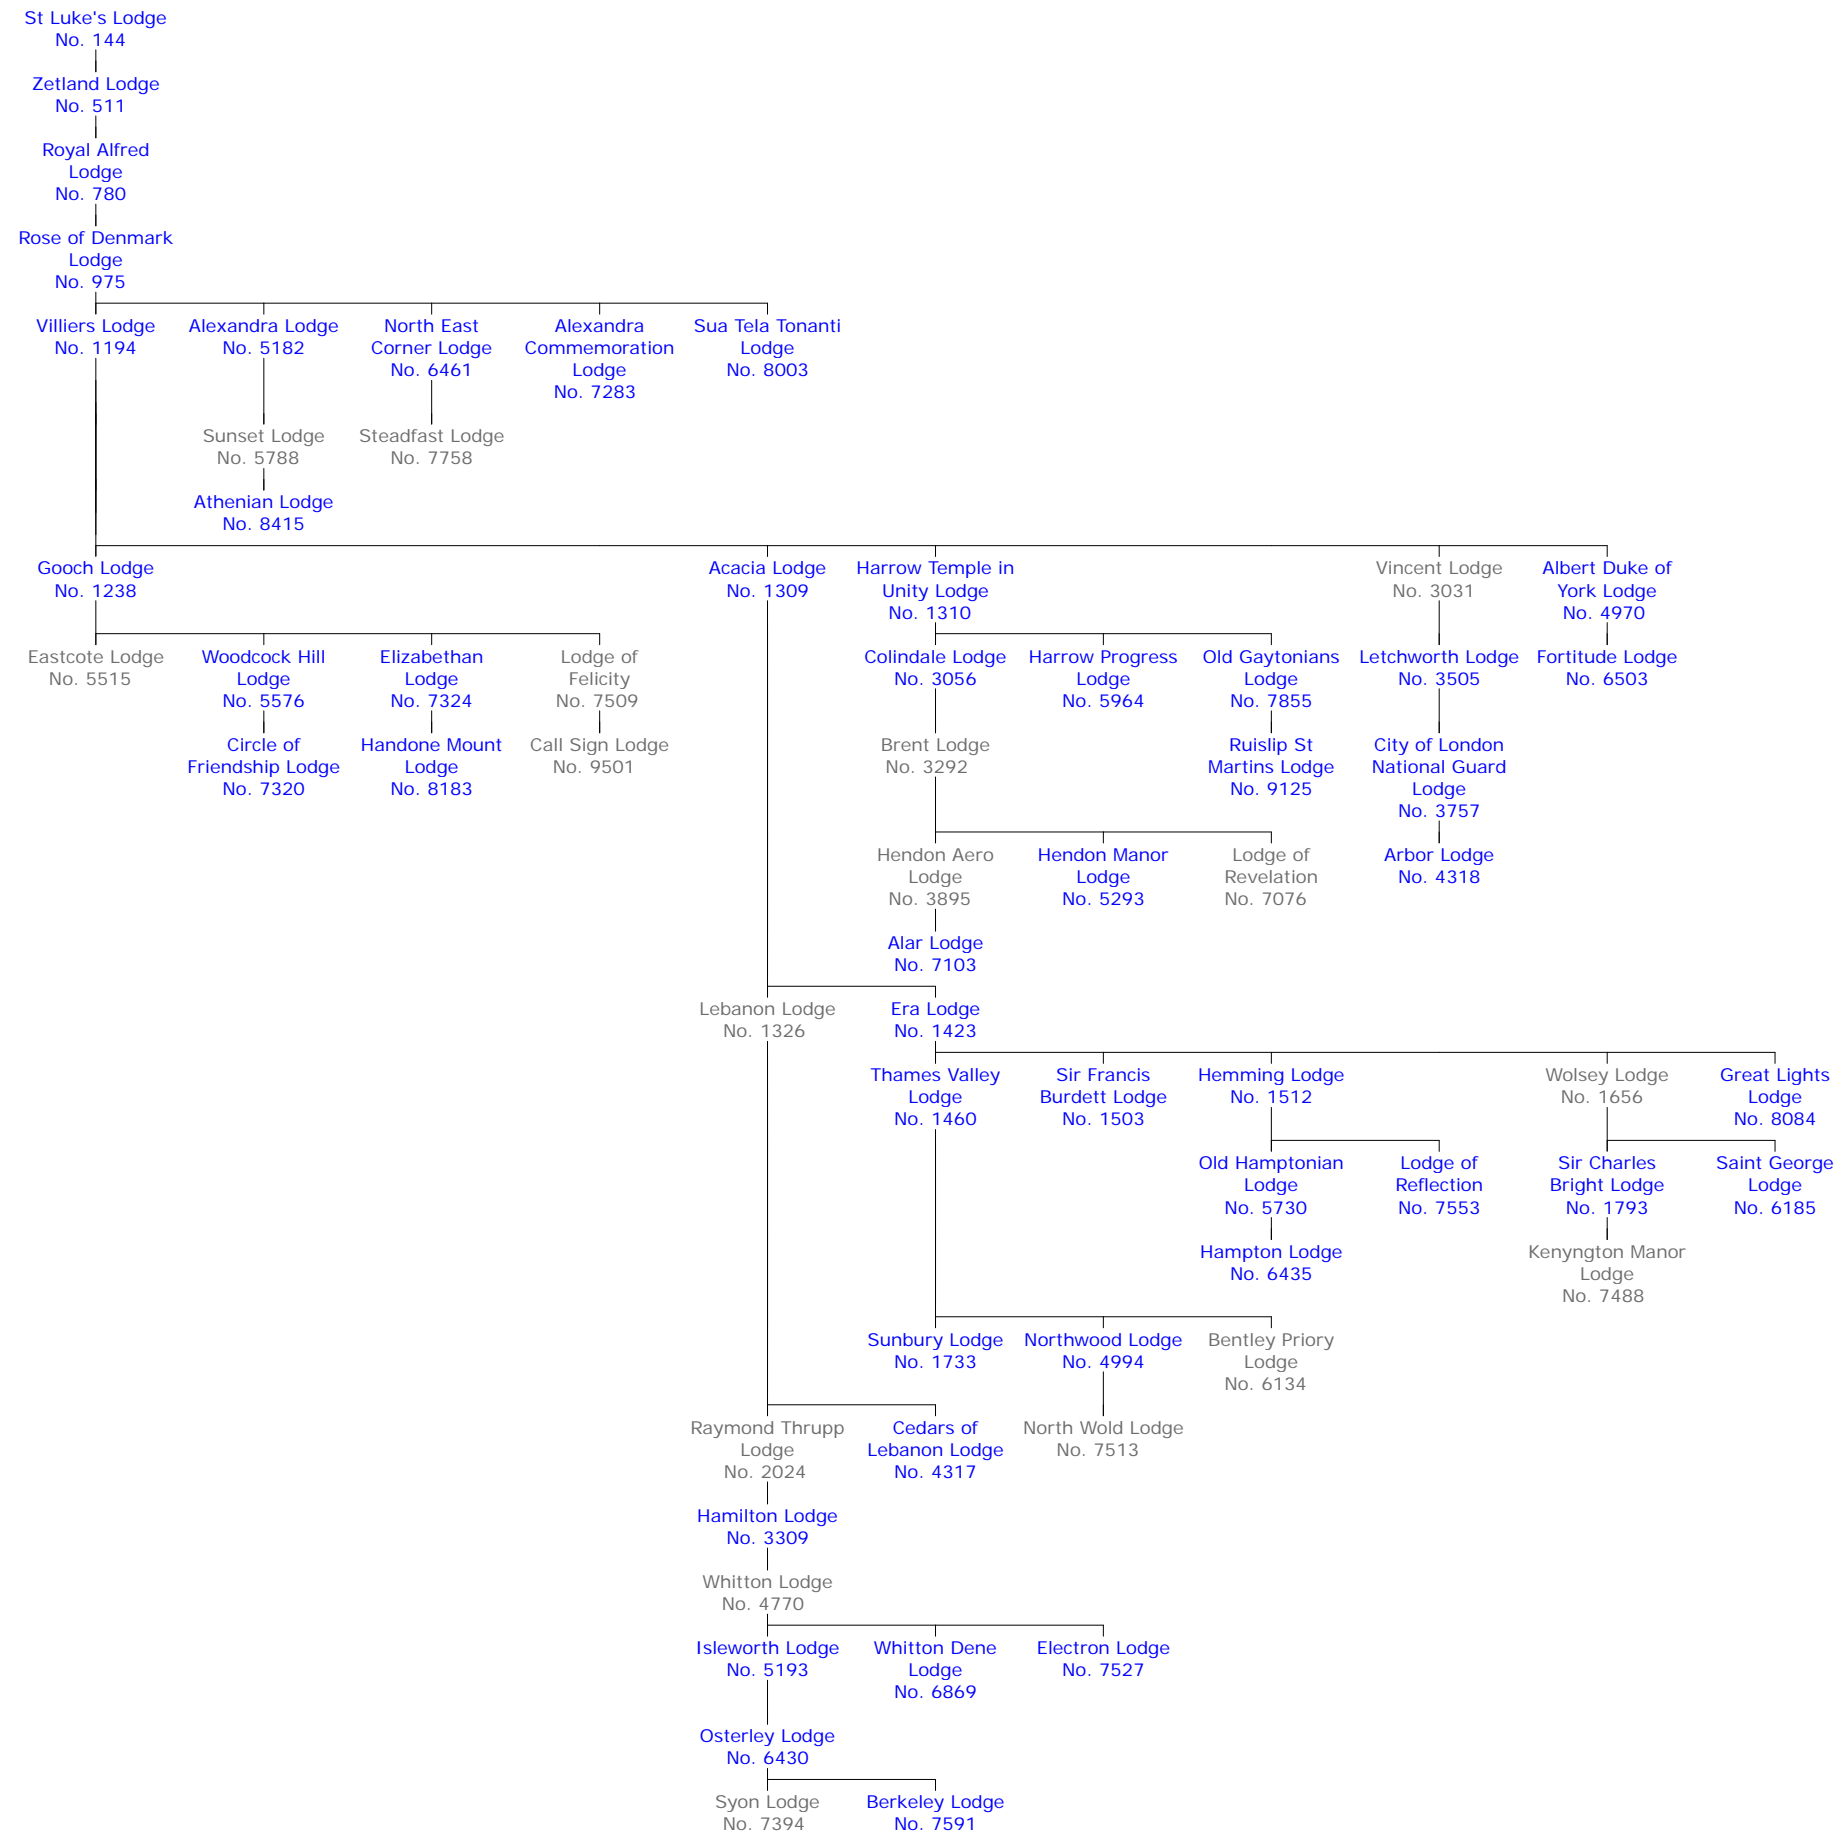 St Luke's Lodge
No. 144
Zetland Lodge
No. 511
Royal Alfred
Lodge
No. 780
Rose of Denmark
Lodge
No. 975
Villiers Lodge
No. 1194
Alexandra Lodge
No. 5182
North East
Corner Lodge
No. 6461
Alexandra
Commemoration
Lodge
No. 7283
Sua Tela Tonanti
Lodge
No. 8003
Sunset Lodge
No. 5788
Steadfast Lodge
No. 7758
Athenian Lodge
No. 8415
Gooch Lodge
No. 1238
Acacia Lodge
No. 1309
Harrow Temple in
Unity Lodge
No. 1310
Vincent Lodge
No. 3031
Albert Duke of
York Lodge
No. 4970
Eastcote Lodge
No. 5515
Woodcock Hill
Lodge
No. 5576
Elizabethan
Lodge
No. 7324
Lodge of
Felicity
No. 7509
Colindale Lodge
No. 3056
Harrow Progress
Lodge
No. 5964
Old Gaytonians
Lodge
No. 7855
Letchworth Lodge
No. 3505
Fortitude Lodge
No. 6503
Circle of
Friendship Lodge
No. 7320
Handone Mount
Lodge
No. 8183
Call Sign Lodge
No. 9501
Brent Lodge
No. 3292
Ruislip St
Martins Lodge
No. 9125
City of London
National Guard
Lodge
No. 3757
Hendon Aero
Lodge
No. 3895
Hendon Manor
Lodge
No. 5293
Lodge of
Revelation
No. 7076
Arbor Lodge
No. 4318
Alar Lodge
No. 7103
Lebanon Lodge
No. 1326
Era Lodge
No. 1423
Thames Valley
Lodge
No. 1460
Sir Francis
Burdett Lodge
No. 1503
Hemming Lodge
No. 1512
Wolsey Lodge
No. 1656
Great Lights
Lodge
No. 8084
Old Hamptonian
Lodge
No. 5730
Lodge of
Reflection
No. 7553
Sir Charles
Bright Lodge
No. 1793
Saint George
Lodge
No. 6185
Hampton Lodge
No. 6435
Kenyngton Manor
Lodge
No. 7488
Sunbury Lodge
No. 1733
Northwood Lodge
No. 4994
Bentley Priory
Lodge
No. 6134
Raymond Thrupp
Lodge
No. 2024
Cedars of
Lebanon Lodge
No. 4317
North Wold Lodge
No. 7513
Hamilton Lodge
No. 3309
Whitton Lodge
No. 4770
Isleworth Lodge
No. 5193
Whitton Dene
Lodge
No. 6869
Electron Lodge
No. 7527
Osterley Lodge
No. 6430
Syon Lodge
No. 7394
Berkeley Lodge
No. 7591